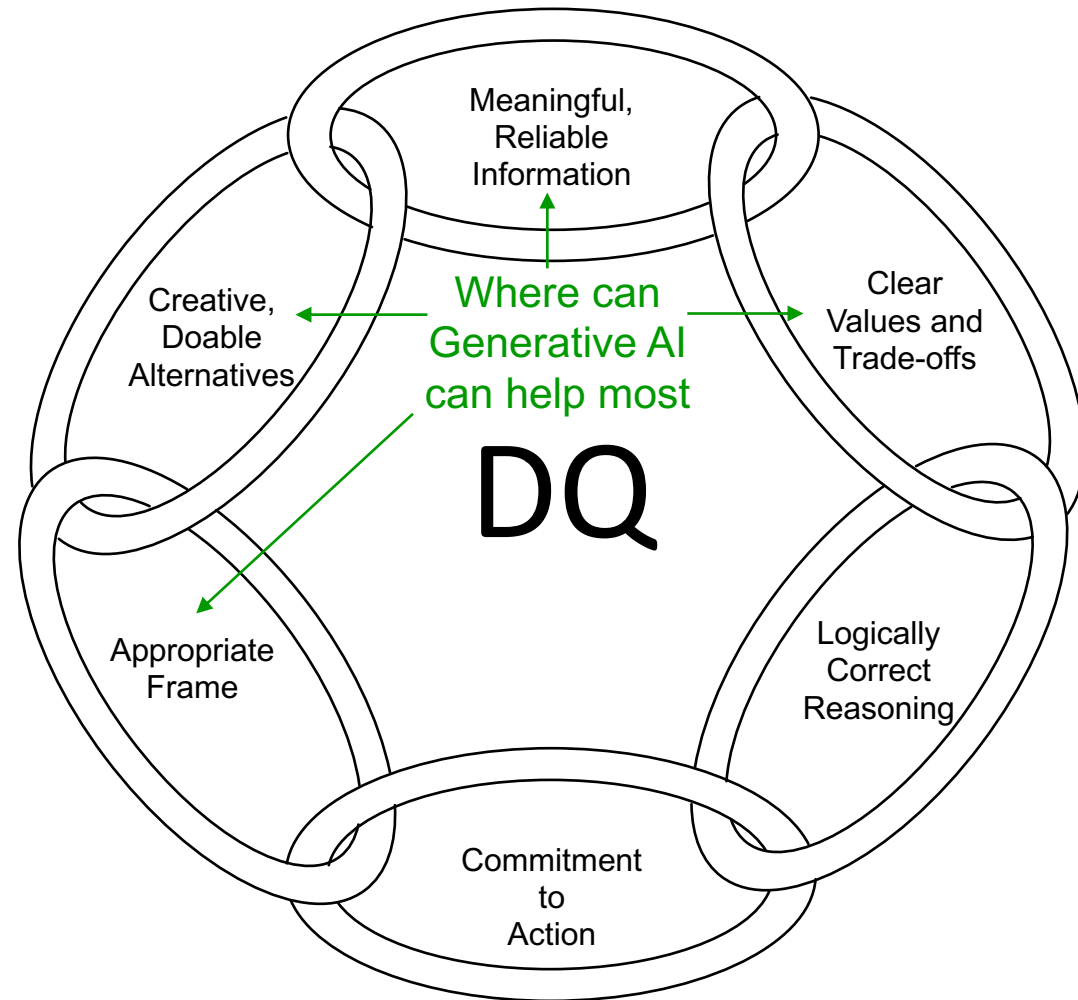 Meaningful,
Reliable
Information
Creative,
Doable
Alternatives
Where can
Generative AI
can help most
Clear
Values and
Trade-offs
DQ
Appropriate
Frame
Logically
Correct
Reasoning
Commitment
to
Action